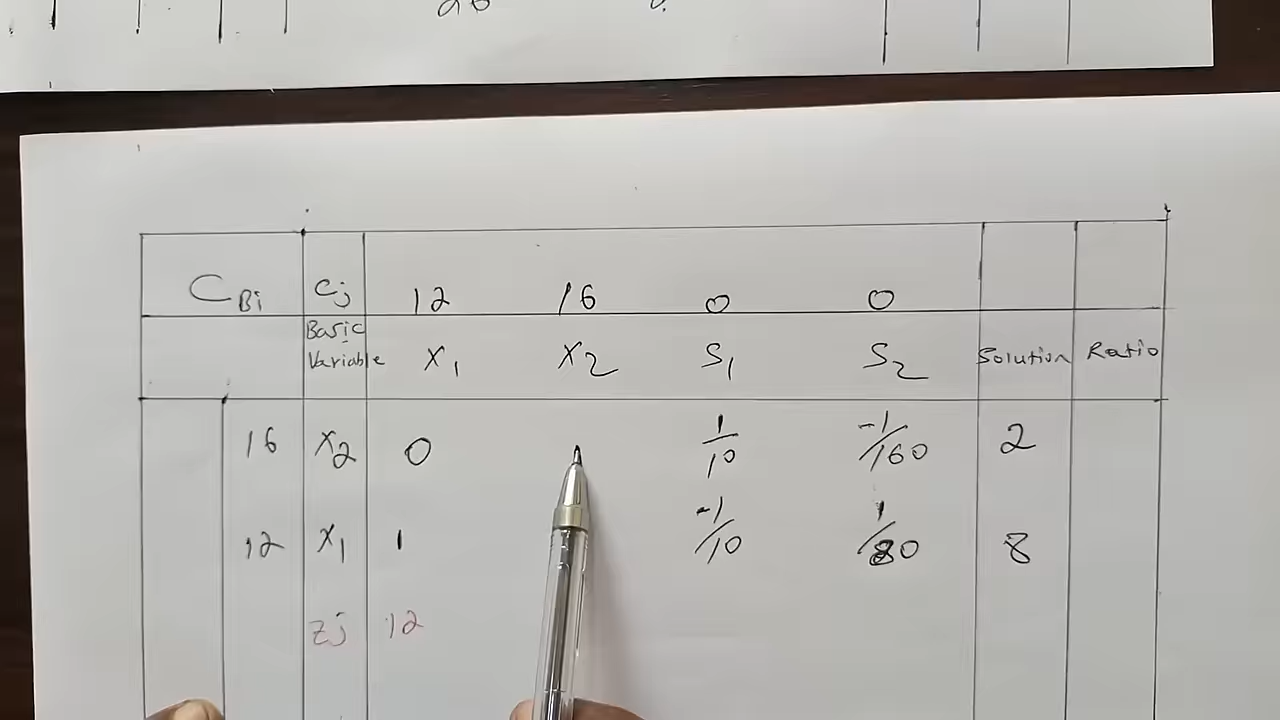 CBi Cj 12 16 0 0
Basic Variable X1 X2 S1 S2 Solution Ratio
16 X2 0 1/10 -1/160 2
12 X1 1 -1/10 1/80 8
Zj 12